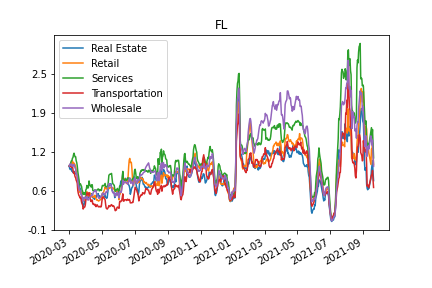 FL
Real Estate
Retail
Services
Transportation
Wholesale
2.5
1.9
1.2
0.6
-0.1
2020-03
2020-05
2020-07
2020-09
2020-11
2021-01
2021-03
2021-05
2021-07
2021-09